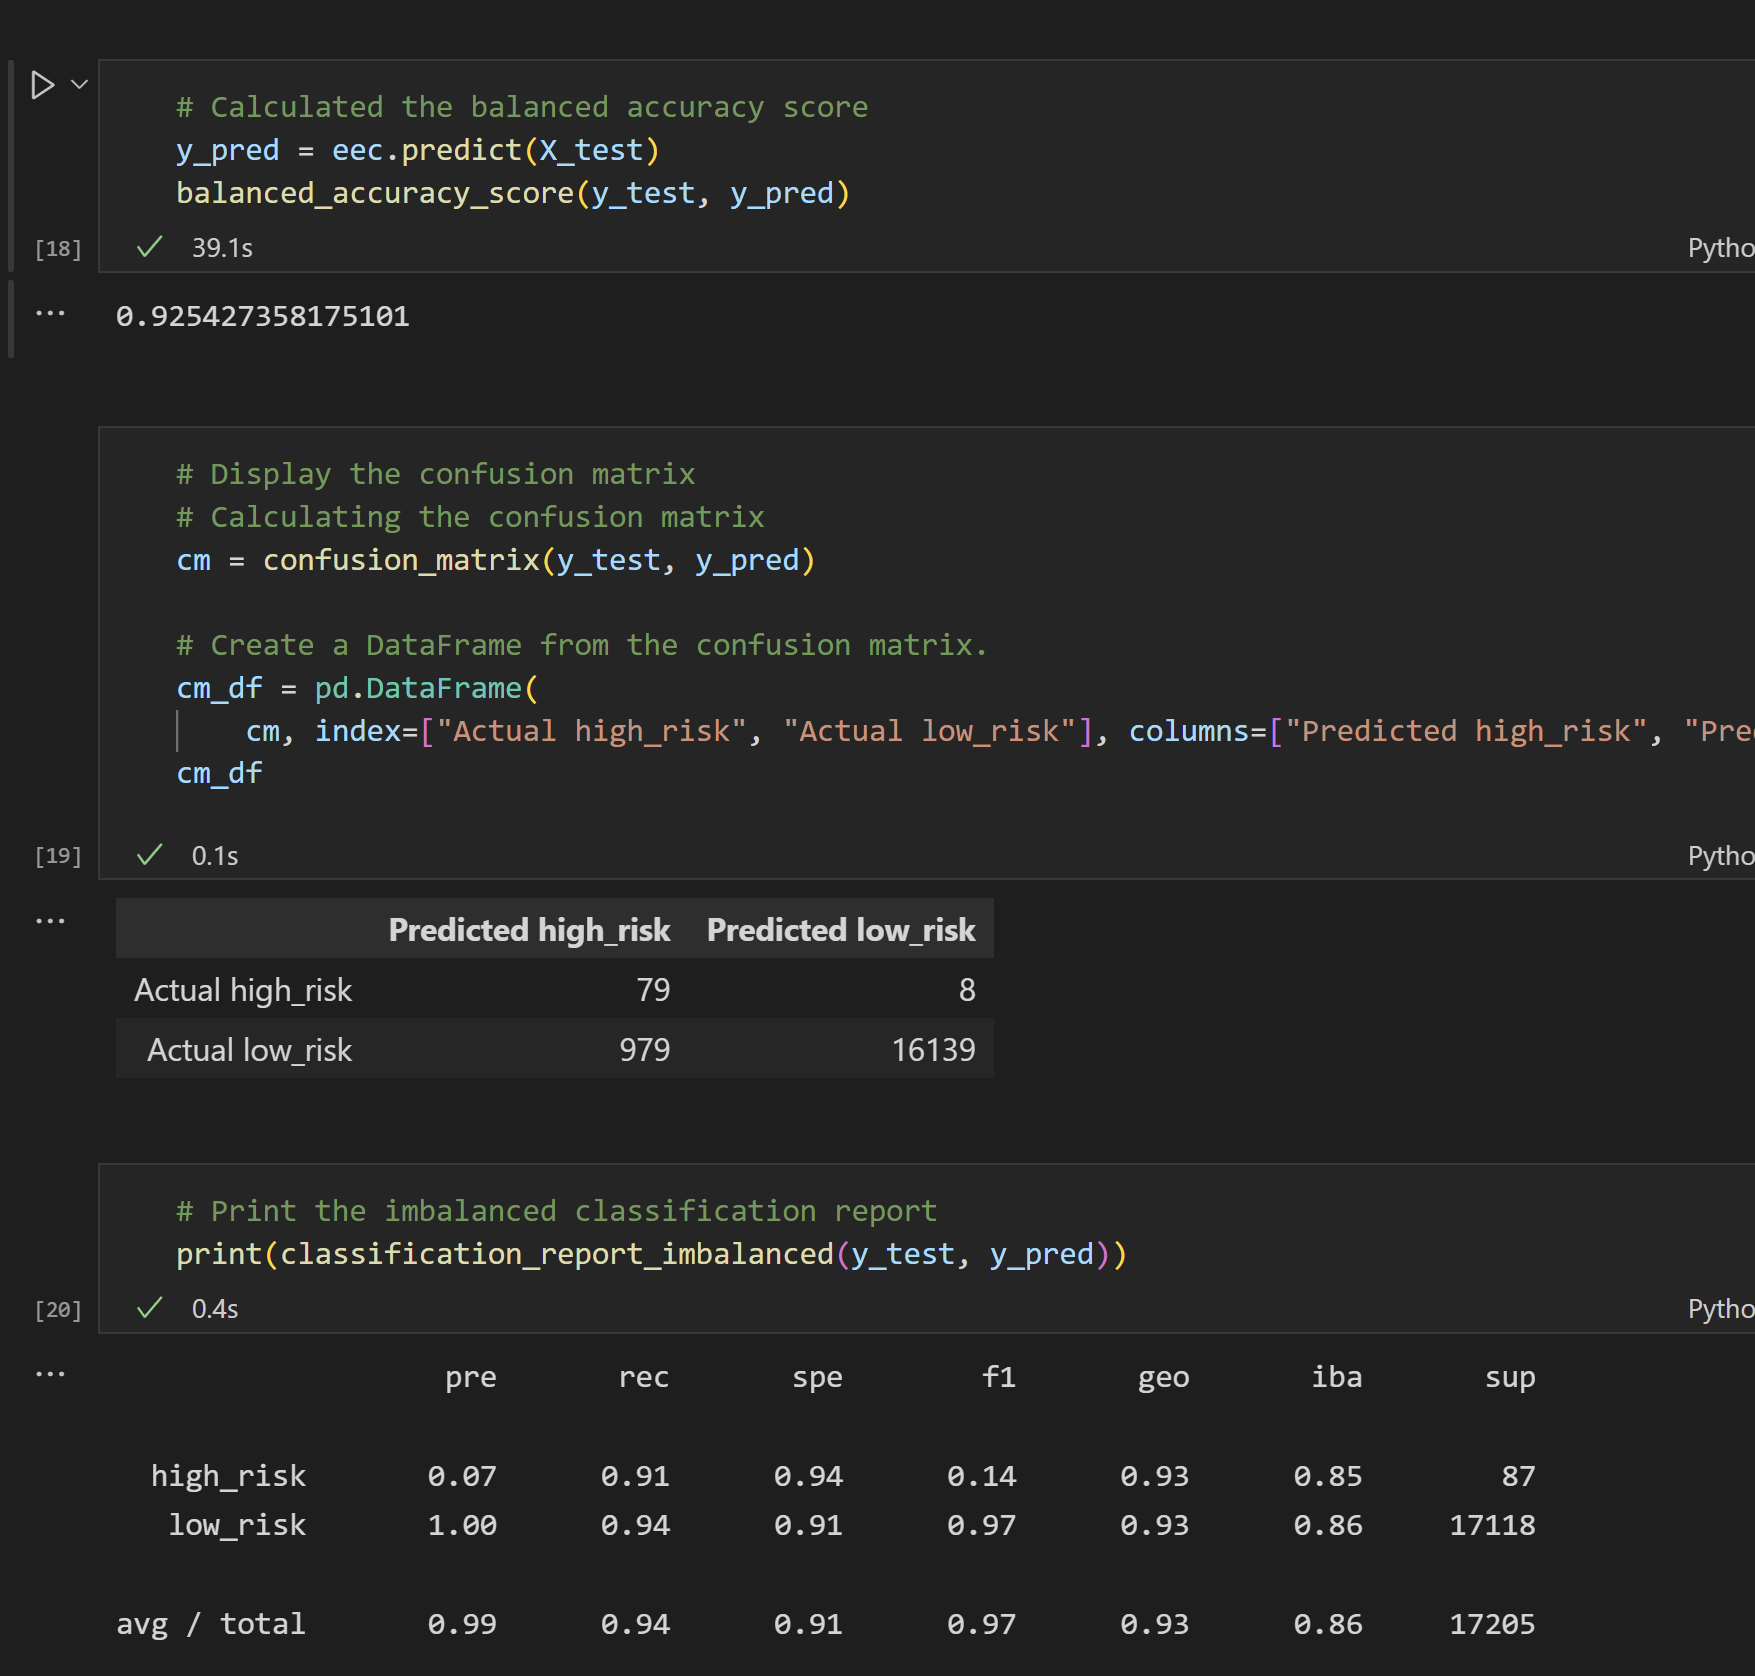 # Calculated the balanced accuracy score
y_pred = eec.predict(X_test)
balanced_accuracy_score(y_test, y_pred)
[18] 39.1s Pytho
0.925427358175101
# Display the confusion matrix
# Calculating the confusion matrix
cm = confusion_matrix(y_test, y_pred)
# Create a DataFrame from the confusion matrix.
cm_df = pd.DataFrame(
cm, index=["Actual high_risk", "Actual low_risk"], columns=["Predicted high_risk", "Pre
cm_df
[19] 0.1s Pytho
Predicted high_risk Predicted low_risk
Actual high_risk 79 8
Actual low_risk 979 16139
# Print the imbalanced classification report
print(classification_report_imbalanced(y_test, y_pred))
[20] 0.4s Pytho
pre rec spe f1 geo iba sup
high_risk 0.07 0.91 0.94 0.14 0.93 0.85 87
low_risk 1.00 0.94 0.91 0.97 0.93 0.86 17118
avg / total 0.99 0.94 0.91 0.97 0.93 0.86 17205